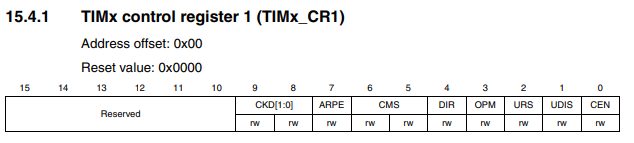 15.4.1 TIMx control register 1 (TIMx_CR1)
Address offset: 0x00
Reset value: 0x0000
15 14 13 12 11 10 9 8 7 6 5 4 3 2 1 0
Reserved CKD[1:0] ARPE CMS DIR OPM URS UDIS CEN
rw rw rw rw rw rw rw rw rw rw